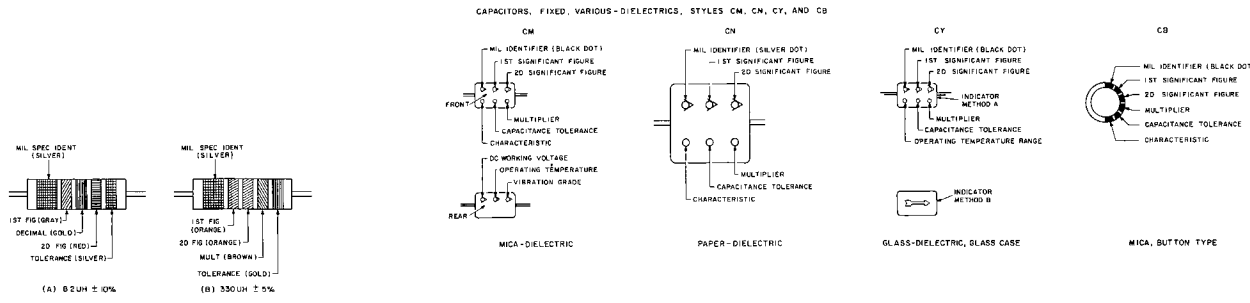 CAPACITORS, FIXED, VARIOUS-DIELECTRICS, STYLES CM, CN, CY, AND CB
MIL SPEC IDENT
(SILVER)
1ST FIG (GRAY)
DECIMAL (GOLD)
2D FIG (RED)
TOLERANCE (SILVER)
(A) 8.2UH ± 10%
MIL SPEC IDENT
(SILVER)
1ST FIG
(ORANGE)
2D FIG (ORANGE)
MULT (BROWN)
TOLERANCE (GOLD)
(B) 330UH ± 5%
CM
MIL IDENTIFIER (BLACK DOT)
1ST SIGNIFICANT FIGURE
2D SIGNIFICANT FIGURE
FRONT
MULTIPLIER
CAPACITANCE TOLERANCE
CHARACTERISTIC
DC WORKING VOLTAGE
OPERATING TEMPERATURE
VIBRATION GRADE
REAR
MICA-DIELECTRIC
CN
MIL IDENTIFIER (SILVER DOT)
1ST SIGNIFICANT FIGURE
2D SIGNIFICANT FIGURE
MULTIPLIER
CAPACITANCE TOLERANCE
CHARACTERISTIC
PAPER-DIELECTRIC
CY
MIL IDENTIFIER (BLACK DOT)
1ST SIGNIFICANT FIGURE
2D SIGNIFICANT FIGURE
INDICATOR
METHOD A
MULTIPLIER
CAPACITANCE TOLERANCE
OPERATING TEMPERATURE RANGE
INDICATOR
METHOD B
GLASS-DIELECTRIC, GLASS CASE
CB
MIL IDENTIFIER (BLACK DOT
1ST SIGNIFICANT FIGURE
2D SIGNIFICANT FIGURE
MULTIPLIER
CAPACITANCE TOLERANCE
CHARACTERISTIC
MICA, BUTTON TYPE